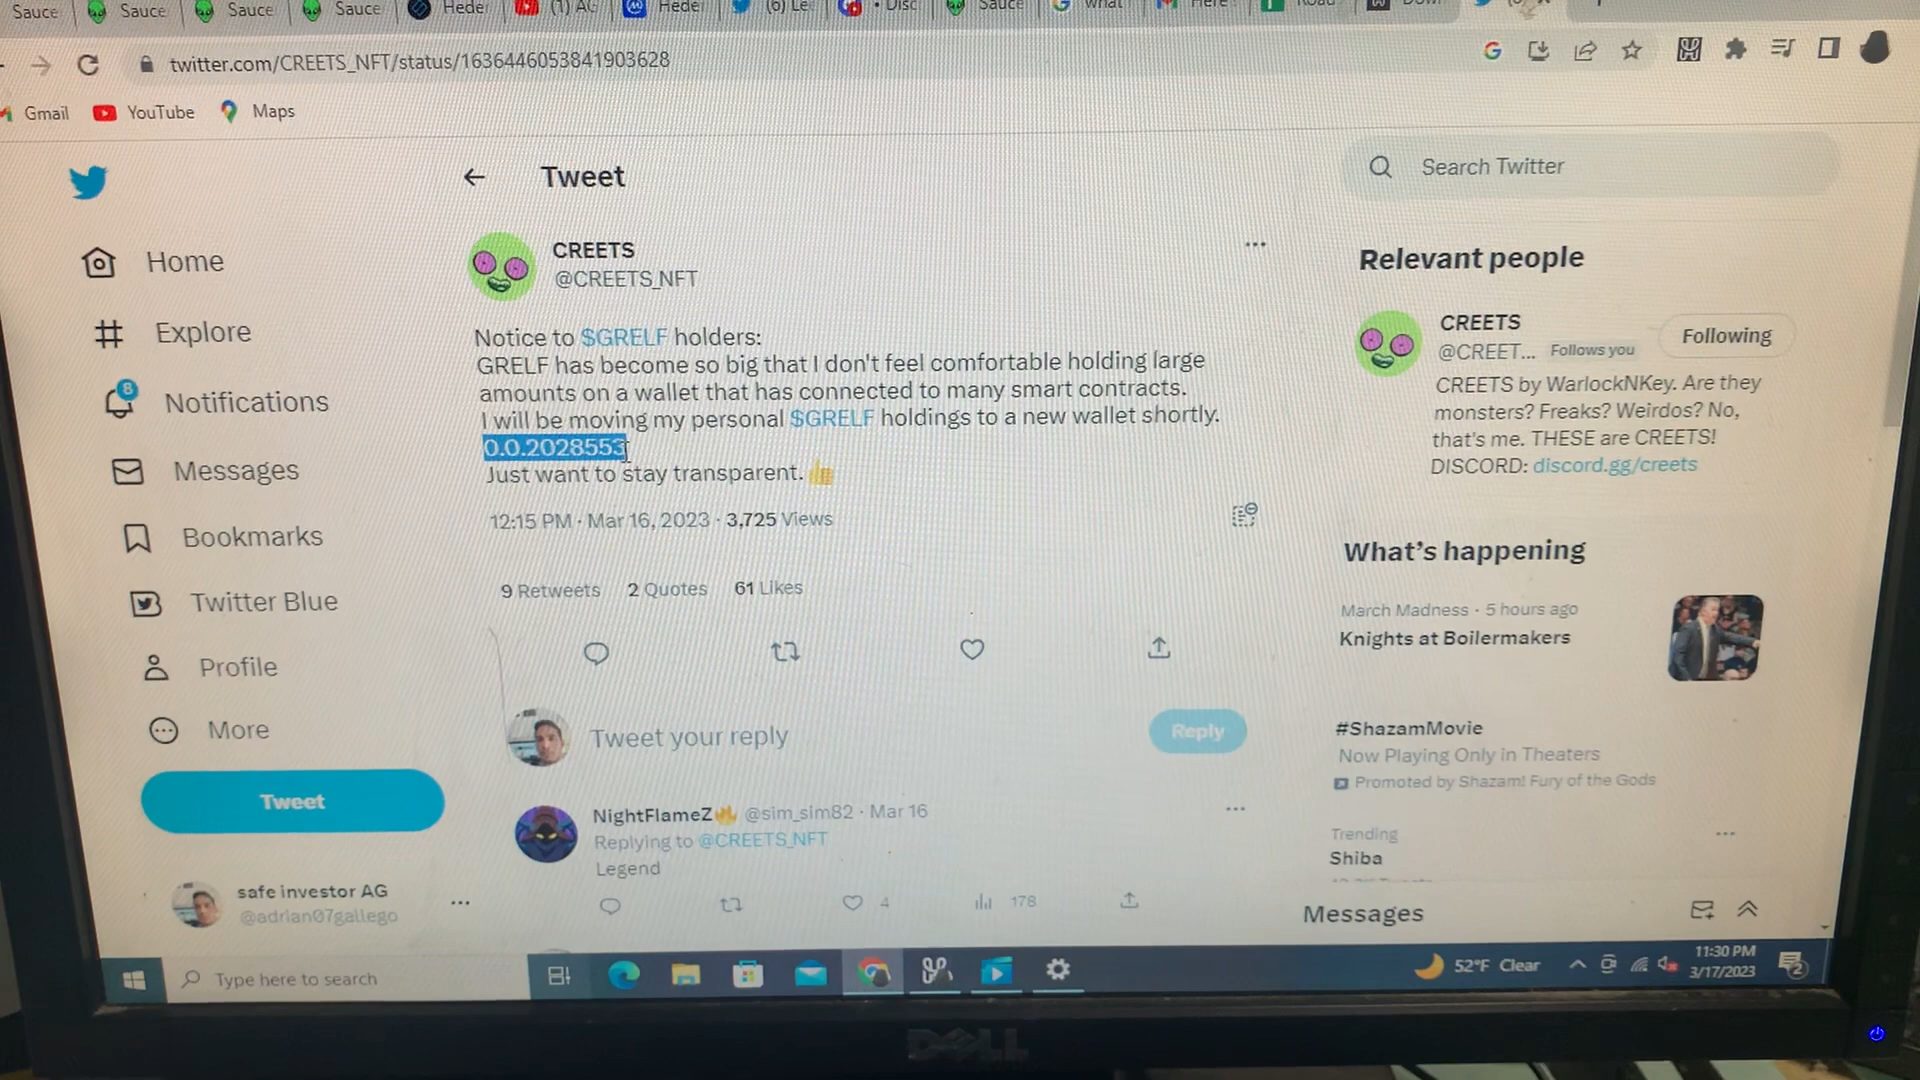 Sauce
Sauce
Sauce
Sauce
Heder
(1) AG
Heder
(6) Le
Disc
Sauce
What
Here
Road
twitter.com/CREETS_NFT/status/1636446053841903628
Gmail
YouTube
Maps
Home
Explore
8
Notifications
Messages
Bookmarks
Twitter Blue
Profile
More
Tweet
safe investor AG
@adrian07gallego
Tweet
CREETS
@CREETS_NFT
Notice to $GRELF holders:
GRELF has become so big that I don't feel comfortable holding large
amounts on a wallet that has connected to many smart contracts.
I will be moving my personal $GRELF holdings to a new wallet shortly.
0.0.2028553
Just want to stay transparent.
12:15 PM · Mar 16, 2023 · 3,725 Views
9 Retweets 2 Quotes 61 Likes
Tweet your reply
Reply
NightFlameZ🔥 @sim_sim82 · Mar 16
Replying to @CREETS_NFT
Legend
4
178
Search Twitter
Relevant people
CREETS
@CREET... Follows you
Following
CREETS by WarlockNKey. Are they
monsters? Freaks? Weirdos? No,
that's me. THESE are CREETS!
DISCORD: discord.gg/creets
What's happening
March Madness · 5 hours ago
Knights at Boilermakers
#ShazamMovie
Now Playing Only in Theaters
Promoted by Shazam! Fury of the Gods
Trending
Shiba
Messages
Type here to search
52°F Clear
11:30 PM
3/17/2023
2
DELL